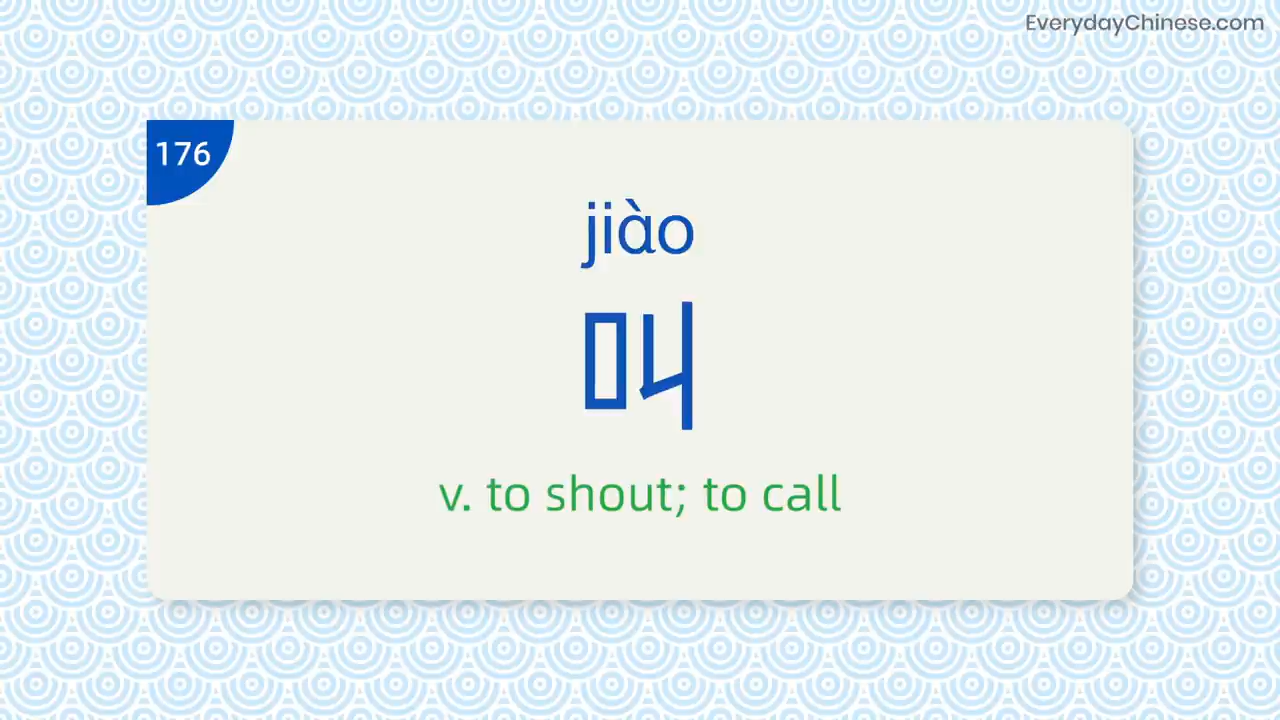 EverydayChinese.com
176
jiào
叫
v. to shout; to call